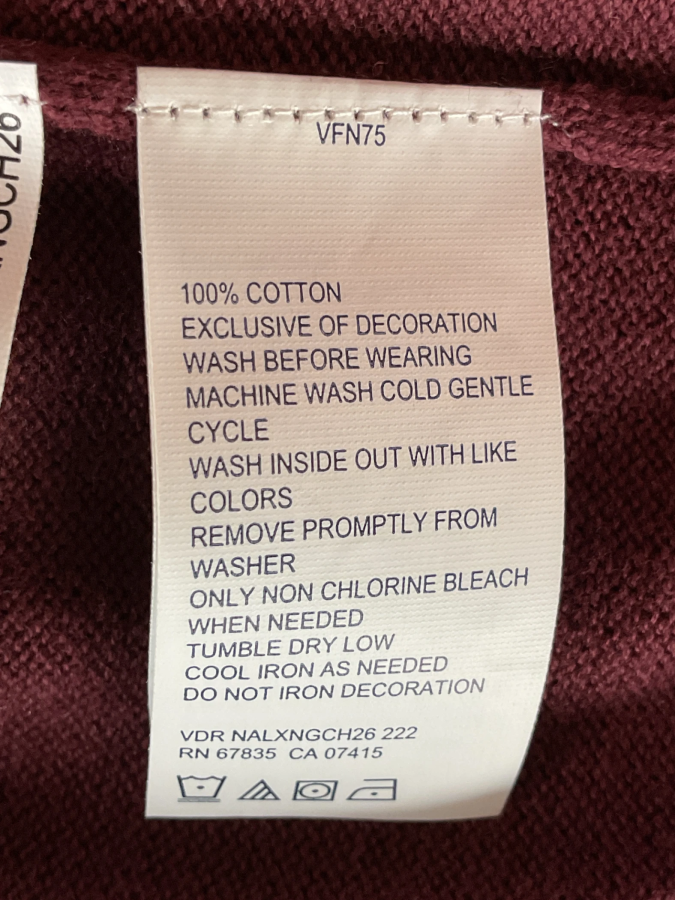 VFN75
100% COTTON
EXCLUSIVE OF DECORATION
WASH BEFORE WEARING
MACHINE WASH COLD GENTLE
CYCLE
WASH INSIDE OUT WITH LIKE
COLORS
REMOVE PROMPTLY FROM
WASHER
ONLY NON CHLORINE BLEACH
WHEN NEEDED
TUMBLE DRY LOW
COOL IRON AS NEEDED
DO NOT IRON DECORATION
VDR NALXNGCH26 222
RN 67835 CA 07415